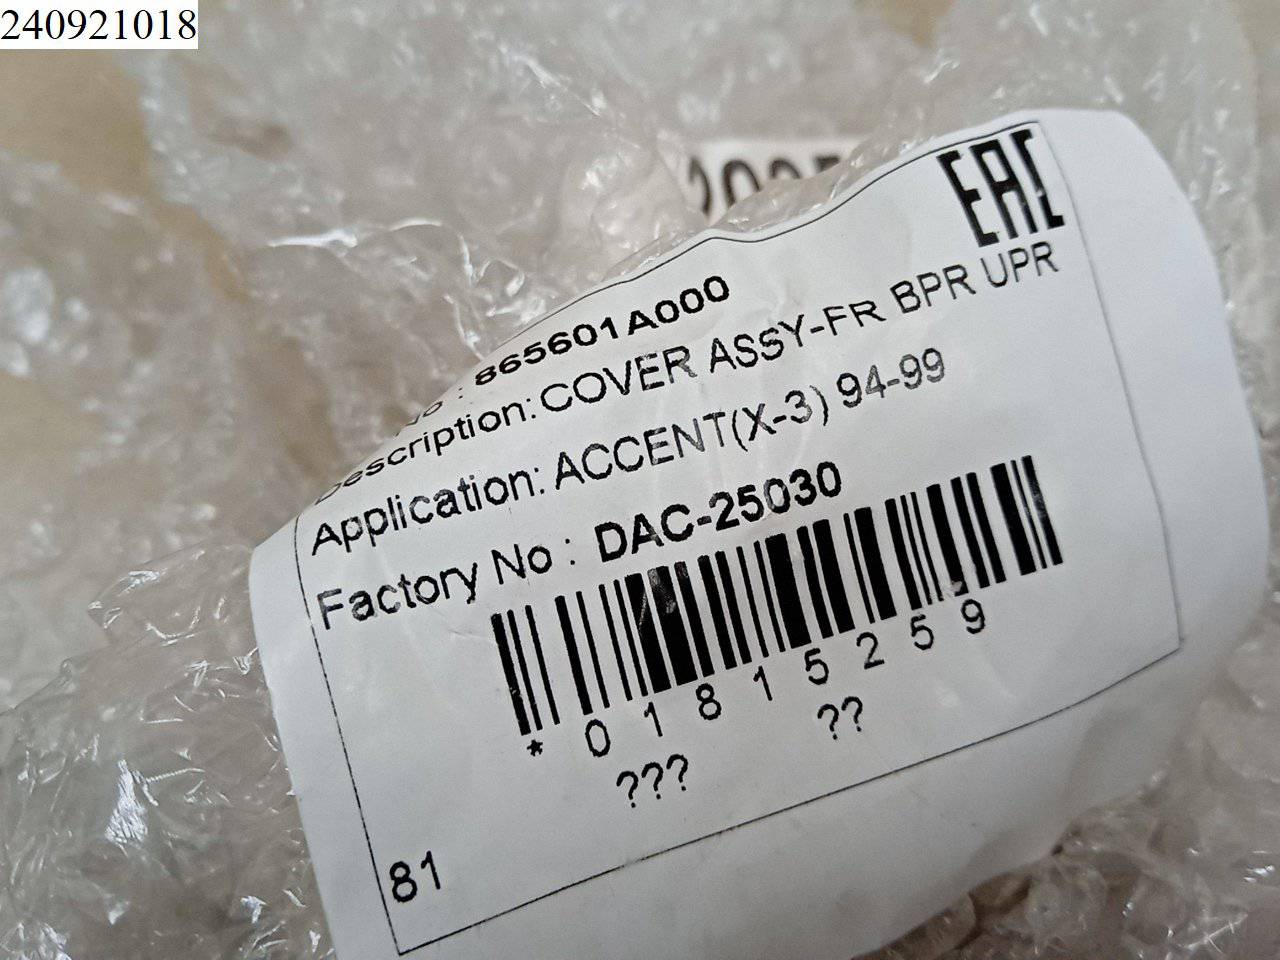 240921018
EAC
No : 865601A000
Description: COVER ASSY-FR BPR UPR
Application: ACCENT(X-3) 94-99
Factory No : DAC-25030
* 0 1 8 1 5 2 5 9
??? ??
81